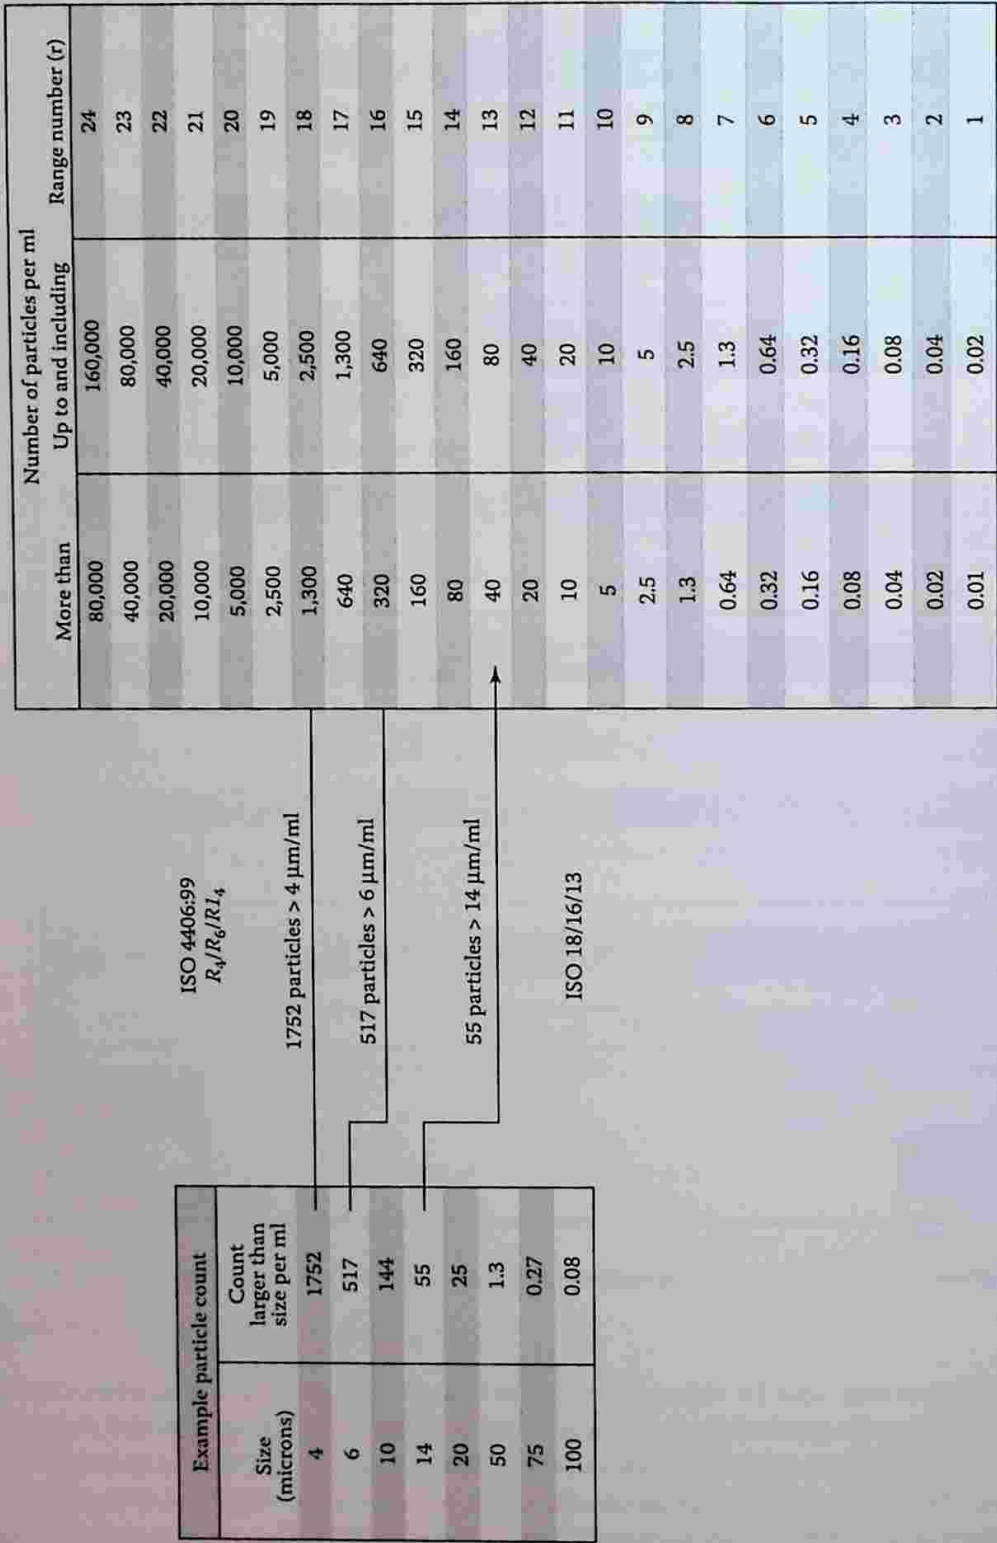 Example particle count
Size (microns) Count larger than size per ml
4 1752
6 517
10 144
14 55
20 25
50 1.3
75 0.27
100 0.08
ISO 4406:99
R4/R6/R14
1752 particles > 4 μm/ml
517 particles > 6 μm/ml
55 particles > 14 μm/ml
ISO 18/16/13
Number of particles per ml
More than Up to and including Range number (r)
80,000 160,000 24
40,000 80,000 23
20,000 40,000 22
10,000 20,000 21
5,000 10,000 20
2,500 5,000 19
1,300 2,500 18
640 1,300 17
320 640 16
160 320 15
80 160 14
40 80 13
20 40 12
10 20 11
5 10 10
2.5 5 9
1.3 2.5 8
0.64 1.3 7
0.32 0.64 6
0.16 0.32 5
0.08 0.16 4
0.04 0.08 3
0.02 0.04 2
0.01 0.02 1